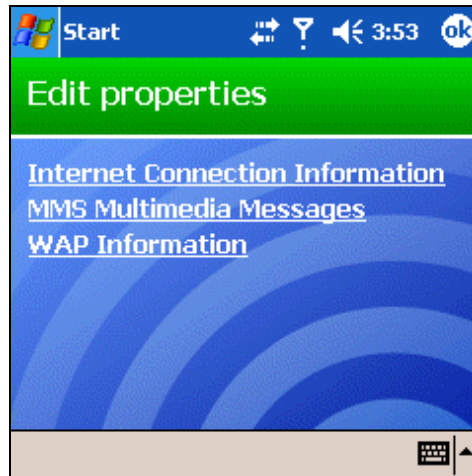 Start 3:53 ok
Edit properties
Internet Connection Information
MMS Multimedia Messages
WAP Information